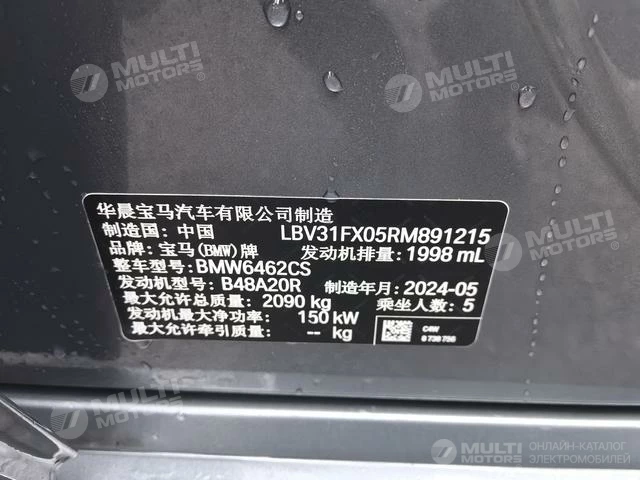 MULTI
MOTORS®
MULTI
MOTORS®
华晨宝马汽车有限公司制造
制造国: 中国 LBV31FX05RM891215
品牌: 宝马(BMW)牌 发动机排量: 1998 mL
整车型号: BMW6462CS
发动机型号: B48A20R 制造年月: 2024-05
最大允许总质量: 2090 kg 乘坐人数: 5
发动机最大净功率: 150 kW
最大允许牵引质量: -- kg
C4W
6 738 756
MULTI
MOTORS®
MULTI
MOTORS®
MULTI
MOTORS
ОНЛАЙН-КАТАЛОГ
ЭЛЕКТРОМОБИЛЕЙ